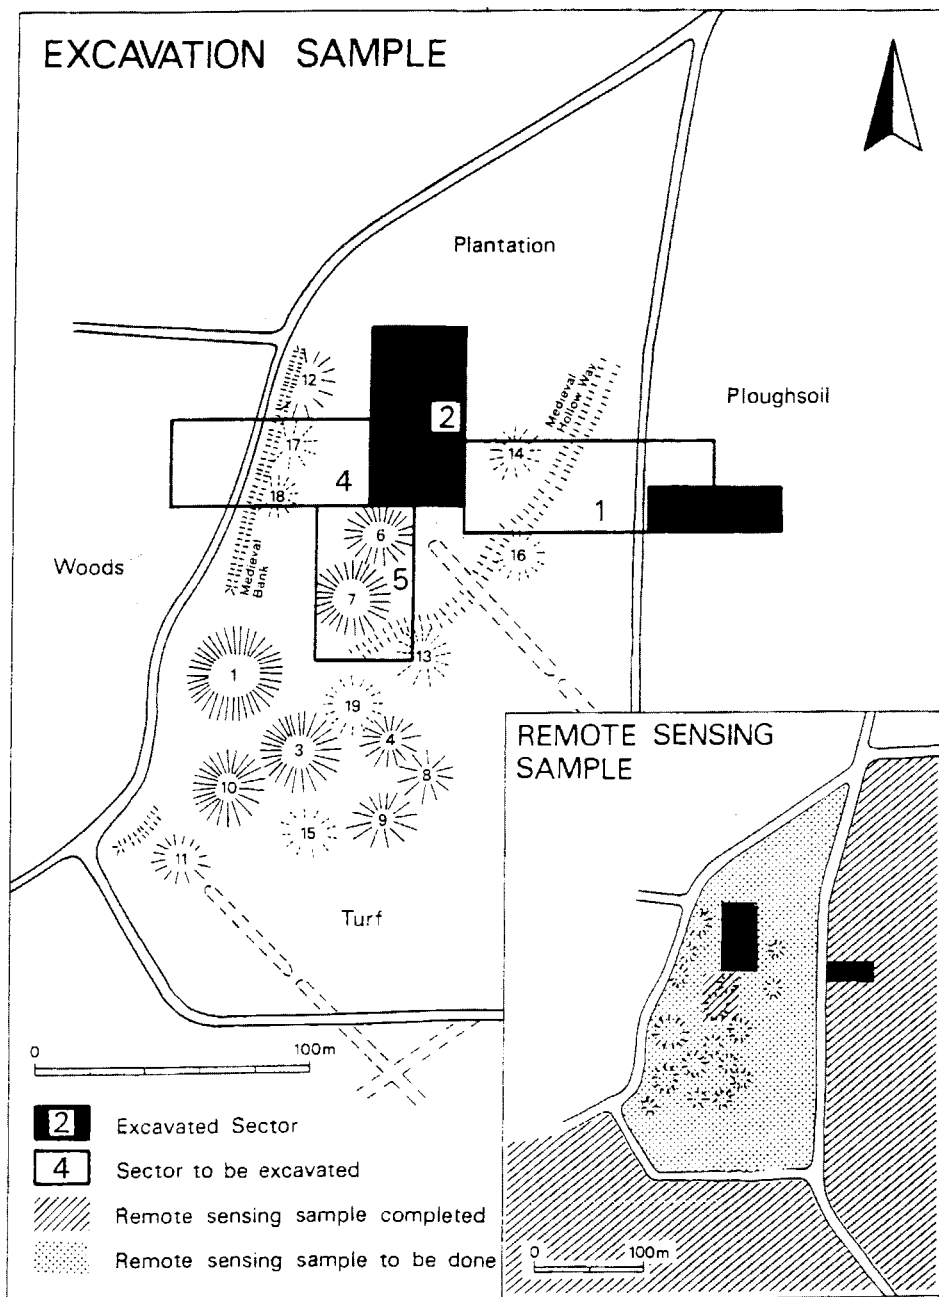 EXCAVATION SAMPLE
Plantation
12
2
Medieval
Hollow Way
Ploughsoil
17
14
4
18
1
6
16
Woods
Medieval
Bank
5
7
13
1
19
4
3
8
10
9
15
11
Turf
REMOTE SENSING
SAMPLE
0 100m
2 Excavated Sector
4 Sector to be excavated
Remote sensing sample completed
Remote sensing sample to be done
0 100m